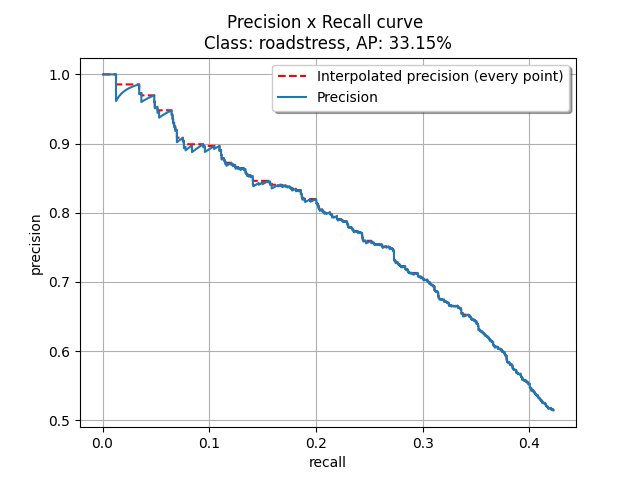 Precision x Recall curve
Class: roadstress, AP: 33.15%
Interpolated precision (every point)
Precision
1.0
0.9
0.8
0.7
0.6
0.5
precision
0.0 0.1 0.2 0.3 0.4
recall